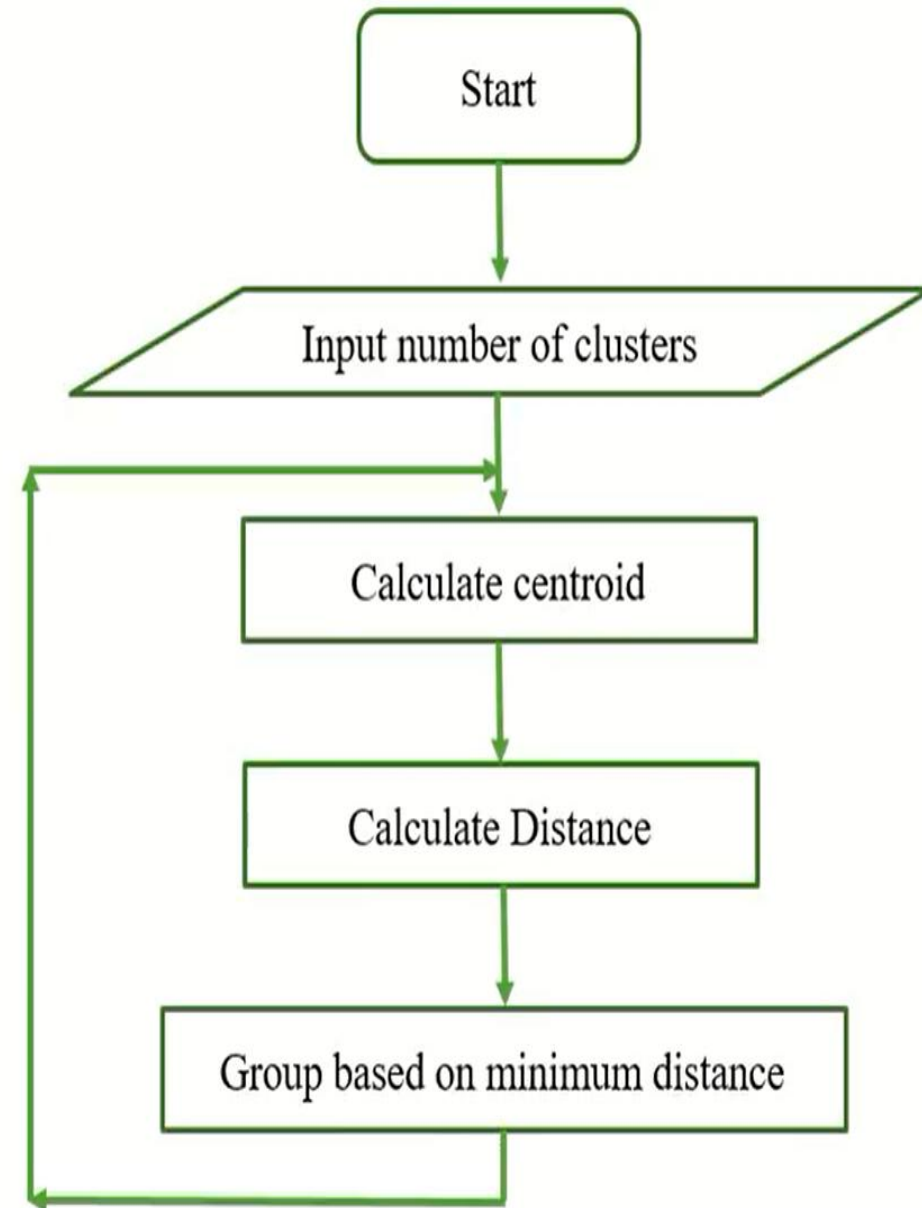 Start
Input number of clusters
Calculate centroid
Calculate Distance
Group based on minimum distance